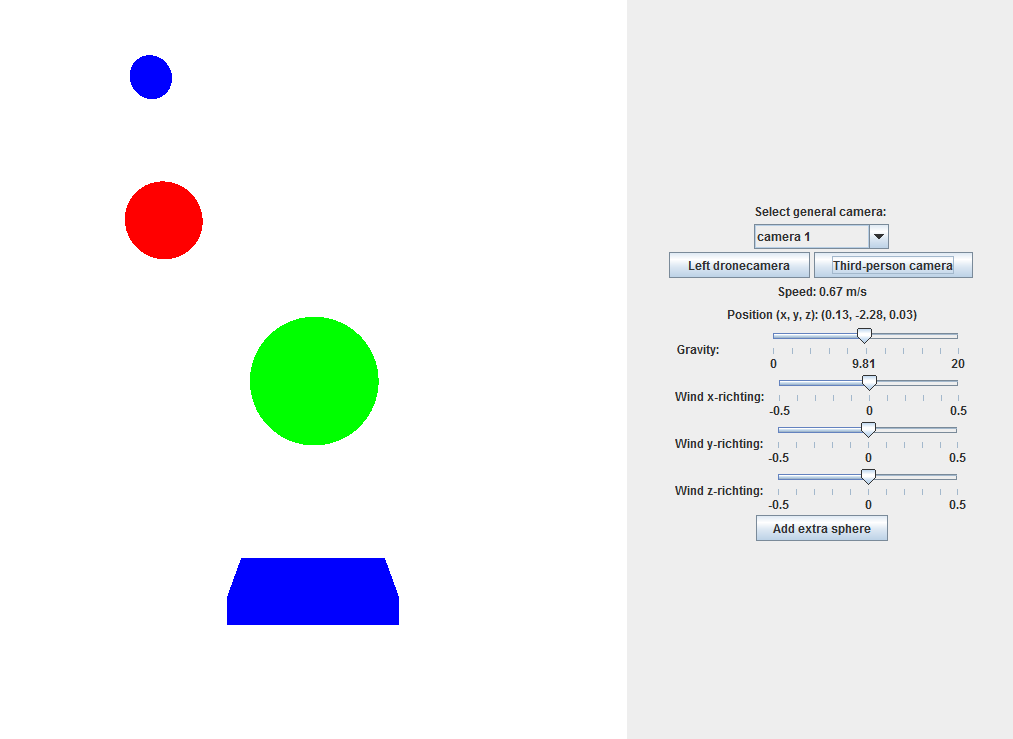 Select general camera:
camera 1
Left dronecamera Third-person camera
Speed: 0.67 m/s
Position (x, y, z): (0.13, -2.28, 0.03)
Gravity:
0 9.81 20
Wind x-richting:
-0.5 0 0.5
Wind y-richting:
-0.5 0 0.5
Wind z-richting:
-0.5 0 0.5
Add extra sphere